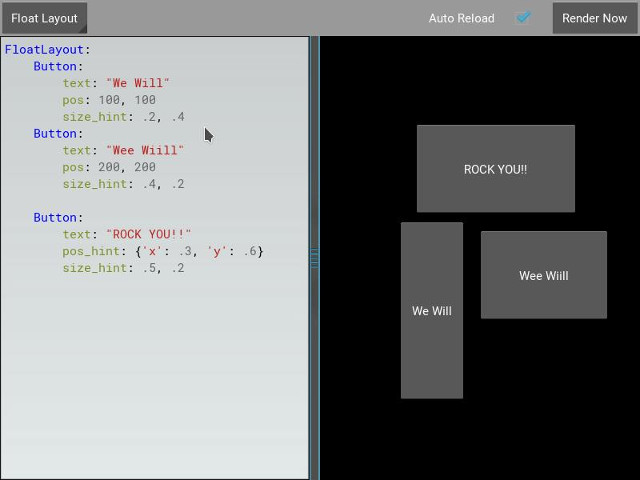 Float Layout
Auto Reload
Render Now
FloatLayout:
    Button:
        text: "We Will"
        pos: 100, 100
        size_hint: .2, .4
    Button:
        text: "Wee Wiill"
        pos: 200, 200
        size_hint: .4, .2

    Button:
        text: "ROCK YOU!!"
        pos_hint: {'x': .3, 'y': .6}
        size_hint: .5, .2
ROCK YOU!!
Wee Wiill
We Will